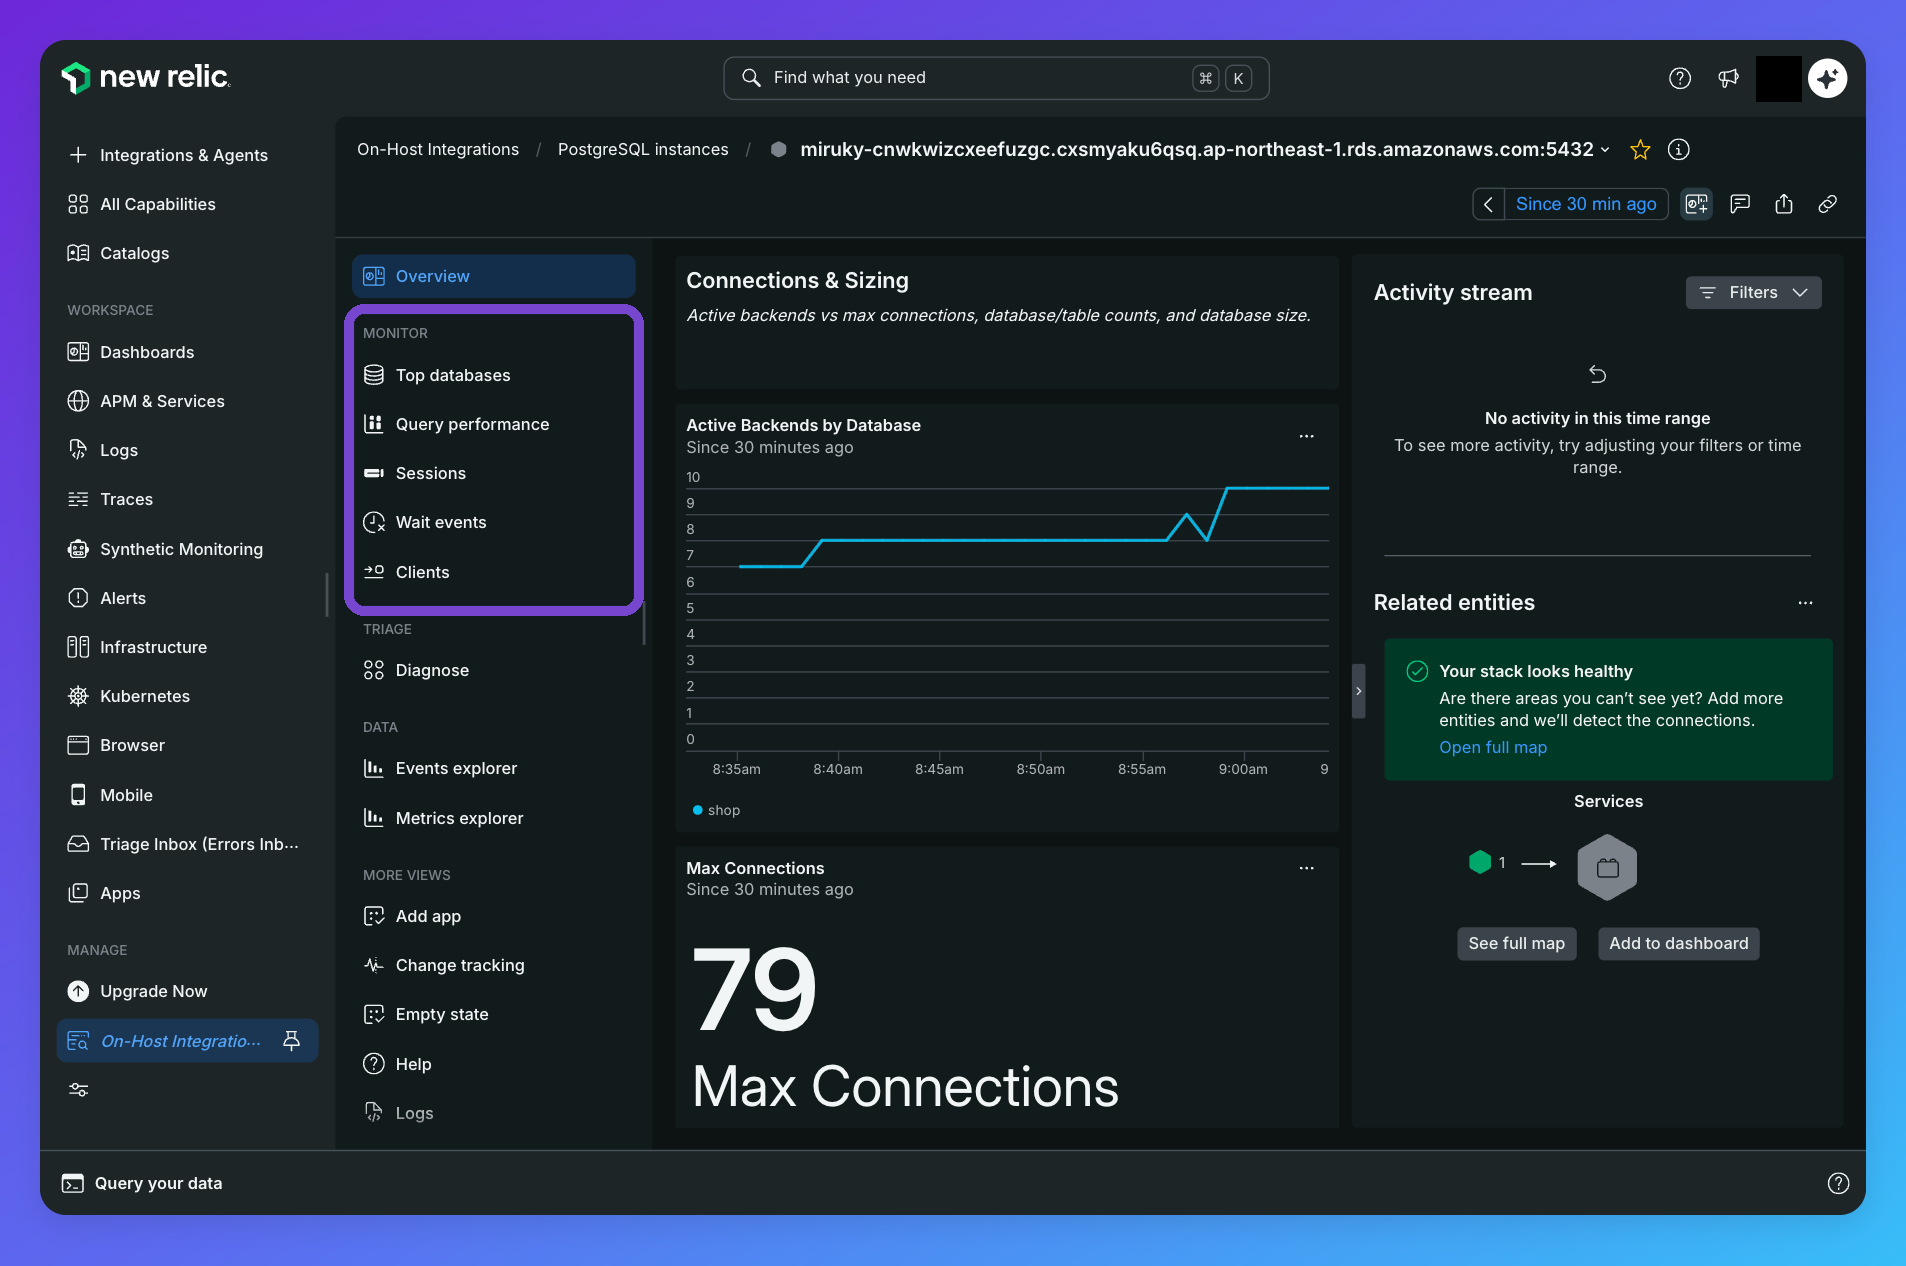 new relic
Find what you need
⌘ K
Integrations & Agents
All Capabilities
Catalogs
WORKSPACE
Dashboards
APM & Services
Logs
Traces
Synthetic Monitoring
Alerts
Infrastructure
Kubernetes
Browser
Mobile
Triage Inbox (Errors Inb...
Apps
MANAGE
Upgrade Now
On-Host Integratio...
On-Host Integrations / PostgreSQL instances / miruky-cnwkwizcxeefuzgc.cxsmyaku6qsq.ap-northeast-1.rds.amazonaws.com:5432
Since 30 min ago
Overview
MONITOR
Top databases
Query performance
Sessions
Wait events
Clients
TRIAGE
Diagnose
DATA
Events explorer
Metrics explorer
MORE VIEWS
Add app
Change tracking
Empty state
Help
Logs
Connections & Sizing
Active backends vs max connections, database/table counts, and database size.
Active Backends by Database
Since 30 minutes ago
10
9
8
7
6
5
4
3
2
1
0
8:35am 8:40am 8:45am 8:50am 8:55am 9:00am 9
shop
Max Connections
Since 30 minutes ago
79
Max Connections
Activity stream
Filters
No activity in this time range
To see more activity, try adjusting your filters or time
range.
Related entities
Your stack looks healthy
Are there areas you can't see yet? Add more
entities and we'll detect the connections.
Open full map
Services
1
See full map
Add to dashboard
Query your data